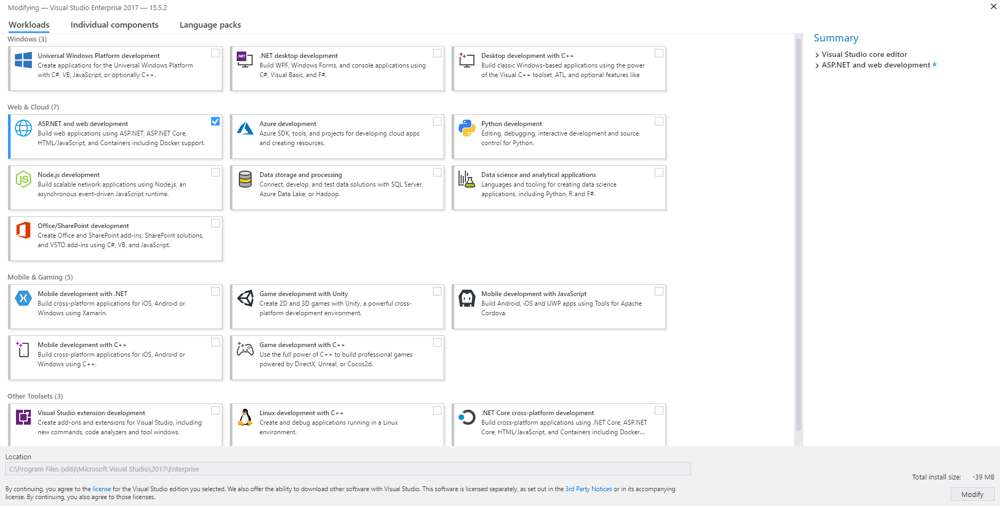 Modifying — Visual Studio Enterprise 2017 — 15.5.2
Workloads
Individual components
Language packs
Windows (3)
Universal Windows Platform development
Create applications for the Universal Windows Platform
with C#, VB, JavaScript, or optionally C++.
.NET
.NET desktop development
Build WPF, Windows Forms, and console applications using
C#, Visual Basic, and F#.
Desktop development with C++
Build classic Windows-based applications using the power
of the Visual C++ toolset, ATL, and optional features like
Web & Cloud (7)
ASP.NET and web development
Build web applications using ASP.NET, ASP.NET Core,
HTML/JavaScript, and Containers including Docker support.
Azure development
Azure SDK, tools, and projects for developing cloud apps
and creating resources.
Python development
Editing, debugging, interactive development and source
control for Python.
JS
Node.js development
Build scalable network applications using Node.js, an
asynchronous event-driven JavaScript runtime.
Data storage and processing
Connect, develop, and test data solutions with SQL Server,
Azure Data Lake, or Hadoop.
Data science and analytical applications
Languages and tooling for creating data science
applications, including Python, R and F#.
Office/SharePoint development
Create Office and SharePoint add-ins, SharePoint solutions,
and VSTO add-ins using C#, VB, and JavaScript.
Mobile & Gaming (5)
Mobile development with .NET
Build cross-platform applications for iOS, Android or
Windows using Xamarin.
Game development with Unity
Create 2D and 3D games with Unity, a powerful cross-
platform development environment.
Mobile development with JavaScript
Build Android, iOS and UWP apps using Tools for Apache
Cordova.
Mobile development with C++
Build cross-platform applications for iOS, Android or
Windows using C++.
Game development with C++
Use the full power of C++ to build professional games
powered by DirectX, Unreal, or Cocos2d.
Other Toolsets (3)
Visual Studio extension development
Create add-ons and extensions for Visual Studio, including
new commands, code analyzers and tool windows.
Linux development with C++
Create and debug applications running in a Linux
environment.
.NET Core cross-platform development
Build cross-platform applications using .NET Core, ASP.NET
Core, HTML/JavaScript, and Containers including Docker...
Summary
Visual Studio core editor
ASP.NET and web development *
Location
C:\Program Files (x86)\Microsoft Visual Studio\2017\Enterprise
By continuing, you agree to the license for the Visual Studio edition you selected. We also offer the ability to download other software with Visual Studio. This software is licensed separately, as set out in the 3rd Party Notices or in its accompanying
license. By continuing, you also agree to those licenses.
Total install size: -39 MB
Modify